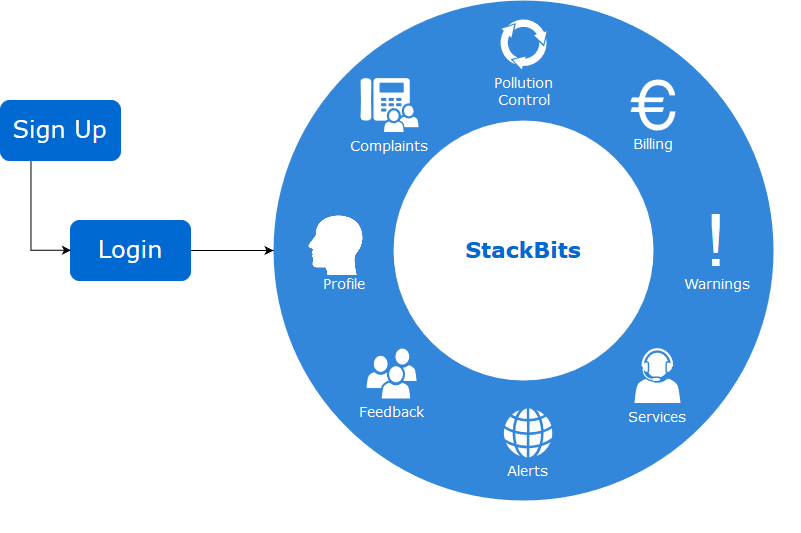 Sign Up
Login
StackBits
Pollution
Control
Billing
Warnings
Services
Alerts
Feedback
Profile
Complaints
€
!